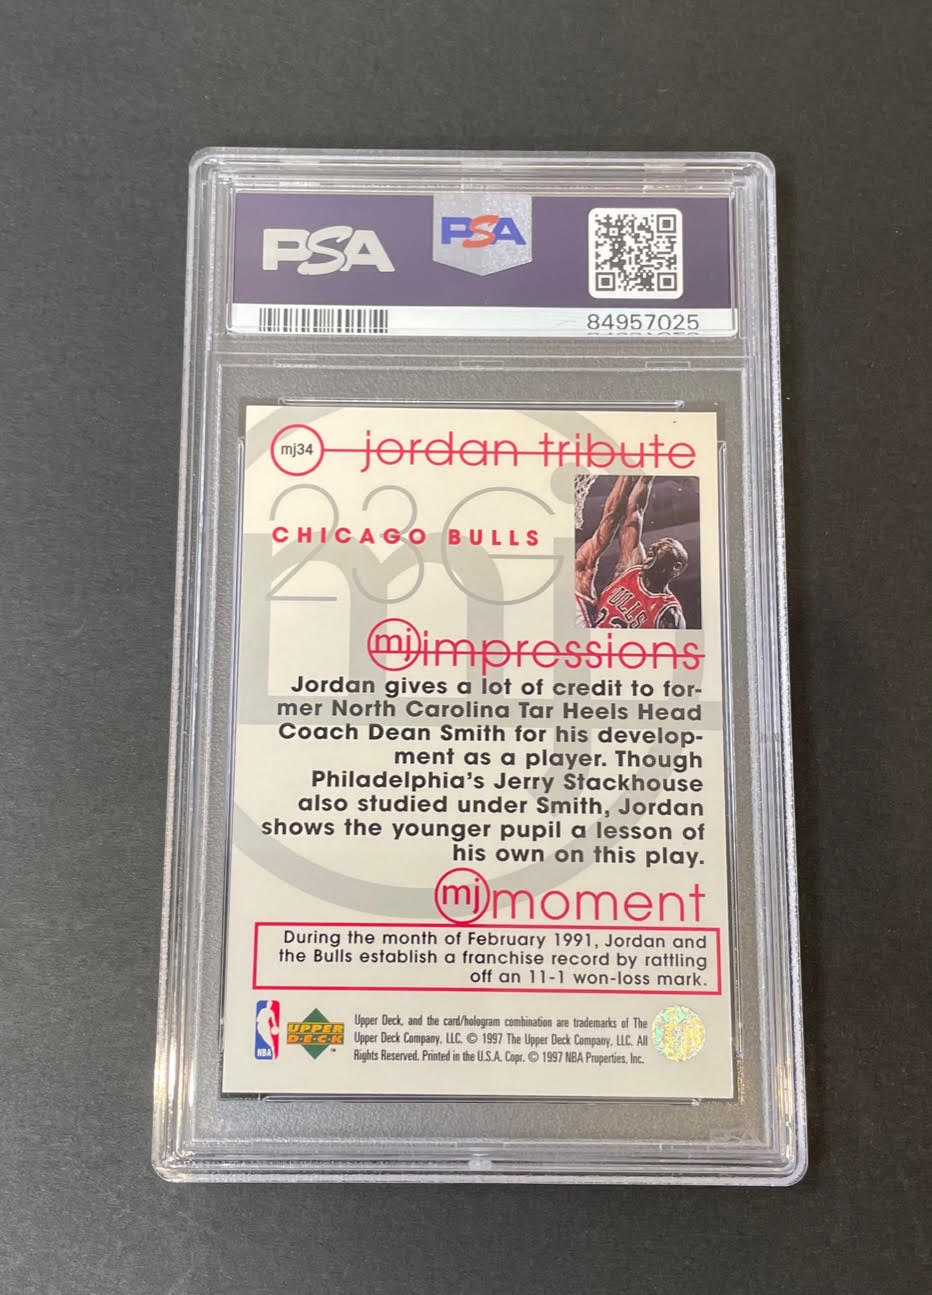 PSA
PSA
84957025
mj34
jordan tribute
23G
CHICAGO BULLS
BULLS
23
mj impressions
Jordan gives a lot of credit to for-
mer North Carolina Tar Heels Head
Coach Dean Smith for his develop-
ment as a player. Though
Philadelphia's Jerry Stackhouse
also studied under Smith, Jordan
shows the younger pupil a lesson of
his own on this play.
mj moment
During the month of February 1991, Jordan and
the Bulls establish a franchise record by rattling
off an 11-1 won-loss mark.
NBA
UPPER
DECK
Upper Deck, and the card/hologram combination are trademarks of The
Upper Deck Company, LLC. © 1997 The Upper Deck Company, LLC. All
Rights Reserved. Printed in the U.S.A. Copr. © 1997 NBA Properties, Inc.
PSA